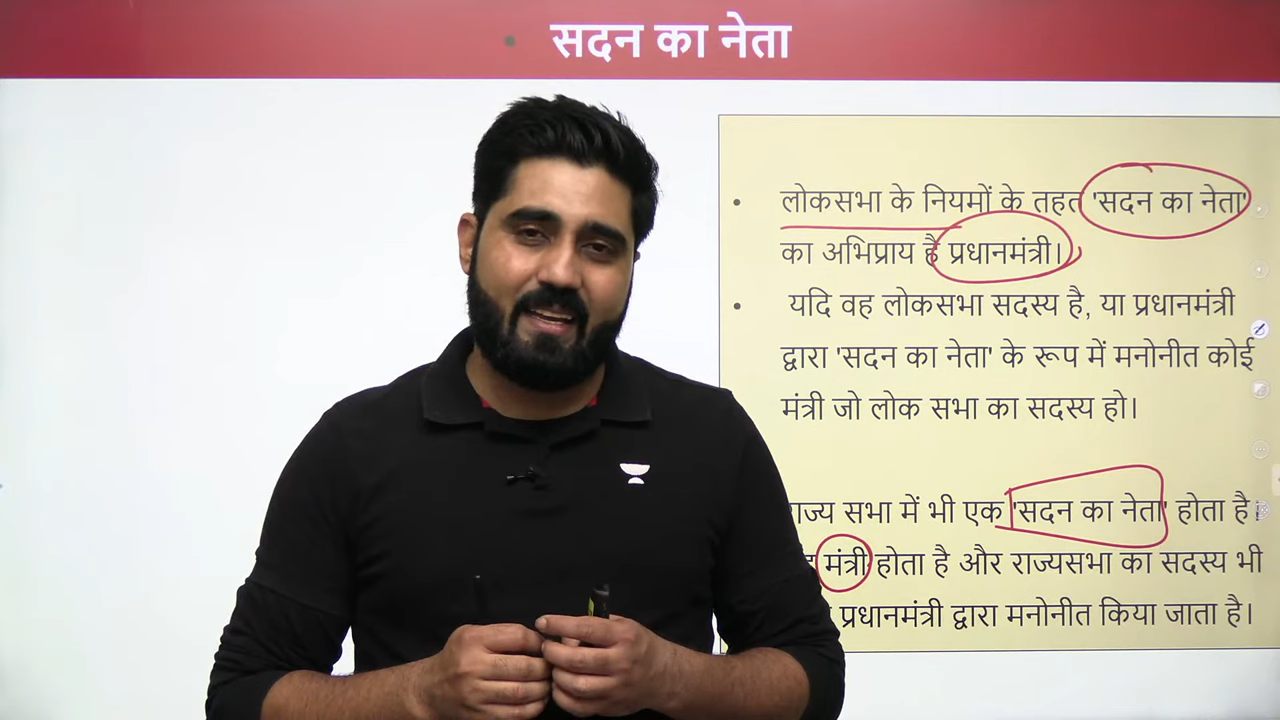 • सदन का नेता
• लोकसभा के नियमों के तहत 'सदन का नेता'
का अभिप्राय है प्रधानमंत्री।
• यदि वह लोकसभा सदस्य है, या प्रधानमंत्री
द्वारा 'सदन का नेता' के रूप में मनोनीत कोई
मंत्री जो लोक सभा का सदस्य हो।
सभा में भी एक 'सदन का नेता' होता है।
मंत्री होता है और राज्यसभा का सदस्य भी
प्रधानमंत्री द्वारा मनोनीत किया जाता है।